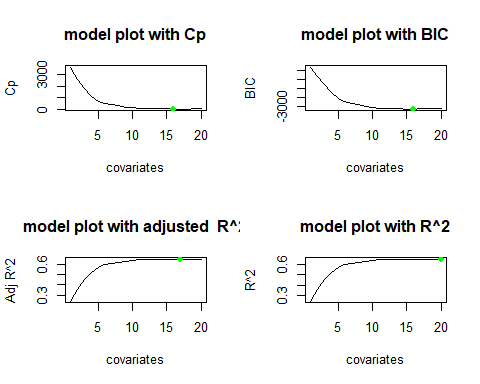 model plot with Cp
Cp
3000
0
5 10 15 20
covariates
model plot with BIC
BIC
-3000
5 10 15 20
covariates
model plot with adjusted R^2
Adj R^2
0.6
0.3
5 10 15 20
covariates
model plot with R^2
R^2
0.6
0.3
5 10 15 20
covariates